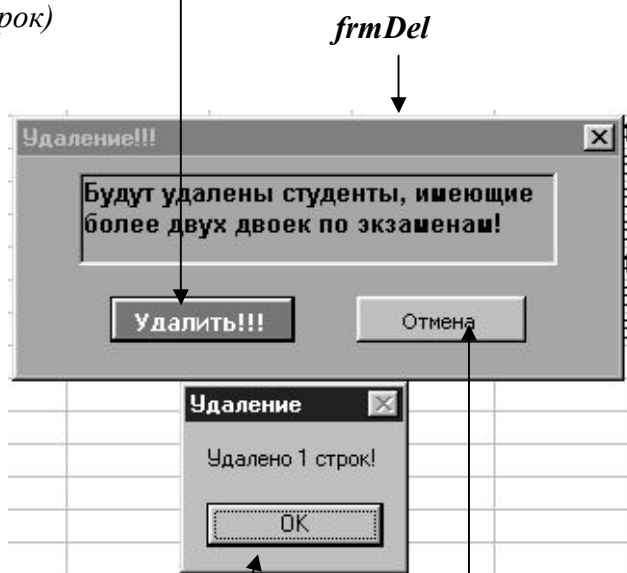 рок)
frmDel
Удаление!!!
Будут удалены студенты, имеющие
более двух двоек по экзаменам!
Удалить!!!
Отмена
Удаление
Удалено 1 строк!
OK